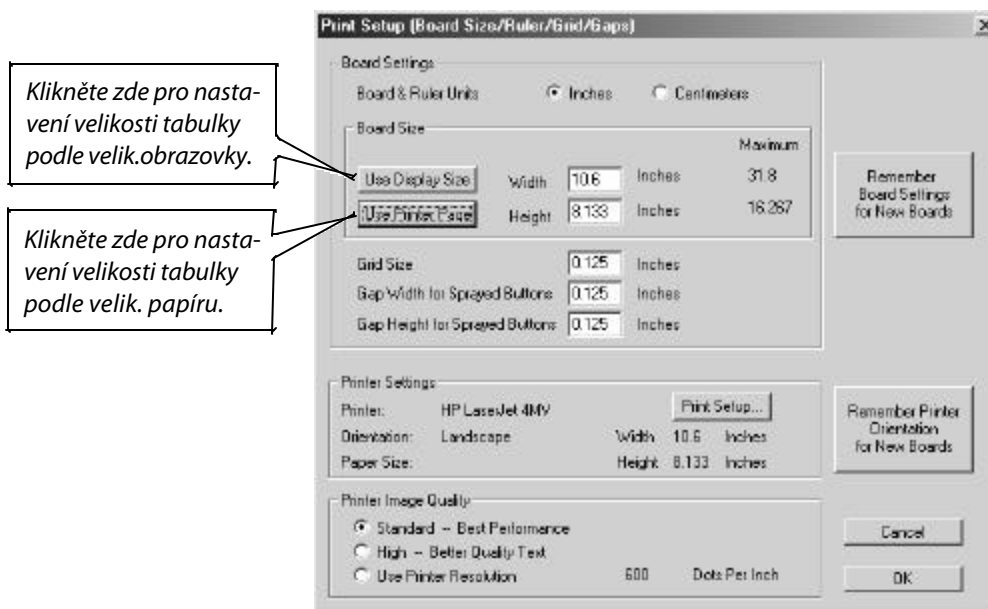 Print Setup (Board Size/Ruler/Grid/Gaps)
Klikněte zde pro nasta-
vení velikosti tabulky
podle velik.obrazovky.
Klikněte zde pro nasta-
vení velikosti tabulky
podle velik. papíru.
Board Settings
Board & Ruler Units Inches Centimeters
Board Size
Maximum
Use Display Size Width 10.6 Inches 31.8
Use Printer Page Height 8.133 Inches 16.267
Remember
Board Settings
for New Boards
Grid Size 0.125 Inches
Gap Width for Sprayed Buttons 0.125 Inches
Gap Height for Sprayed Buttons 0.125 Inches
Printer Settings
Printer: HP LaserJet 4MV Print Setup...
Orientation: Landscape Width 10.6 Inches
Paper Size: Height 8.133 Inches
Remember Printer
Orientation
for New Boards
Printer Image Quality
Standard -- Best Performance
High -- Better Quality Text
Use Printer Resolution 600 Dots Per Inch
Cancel
OK